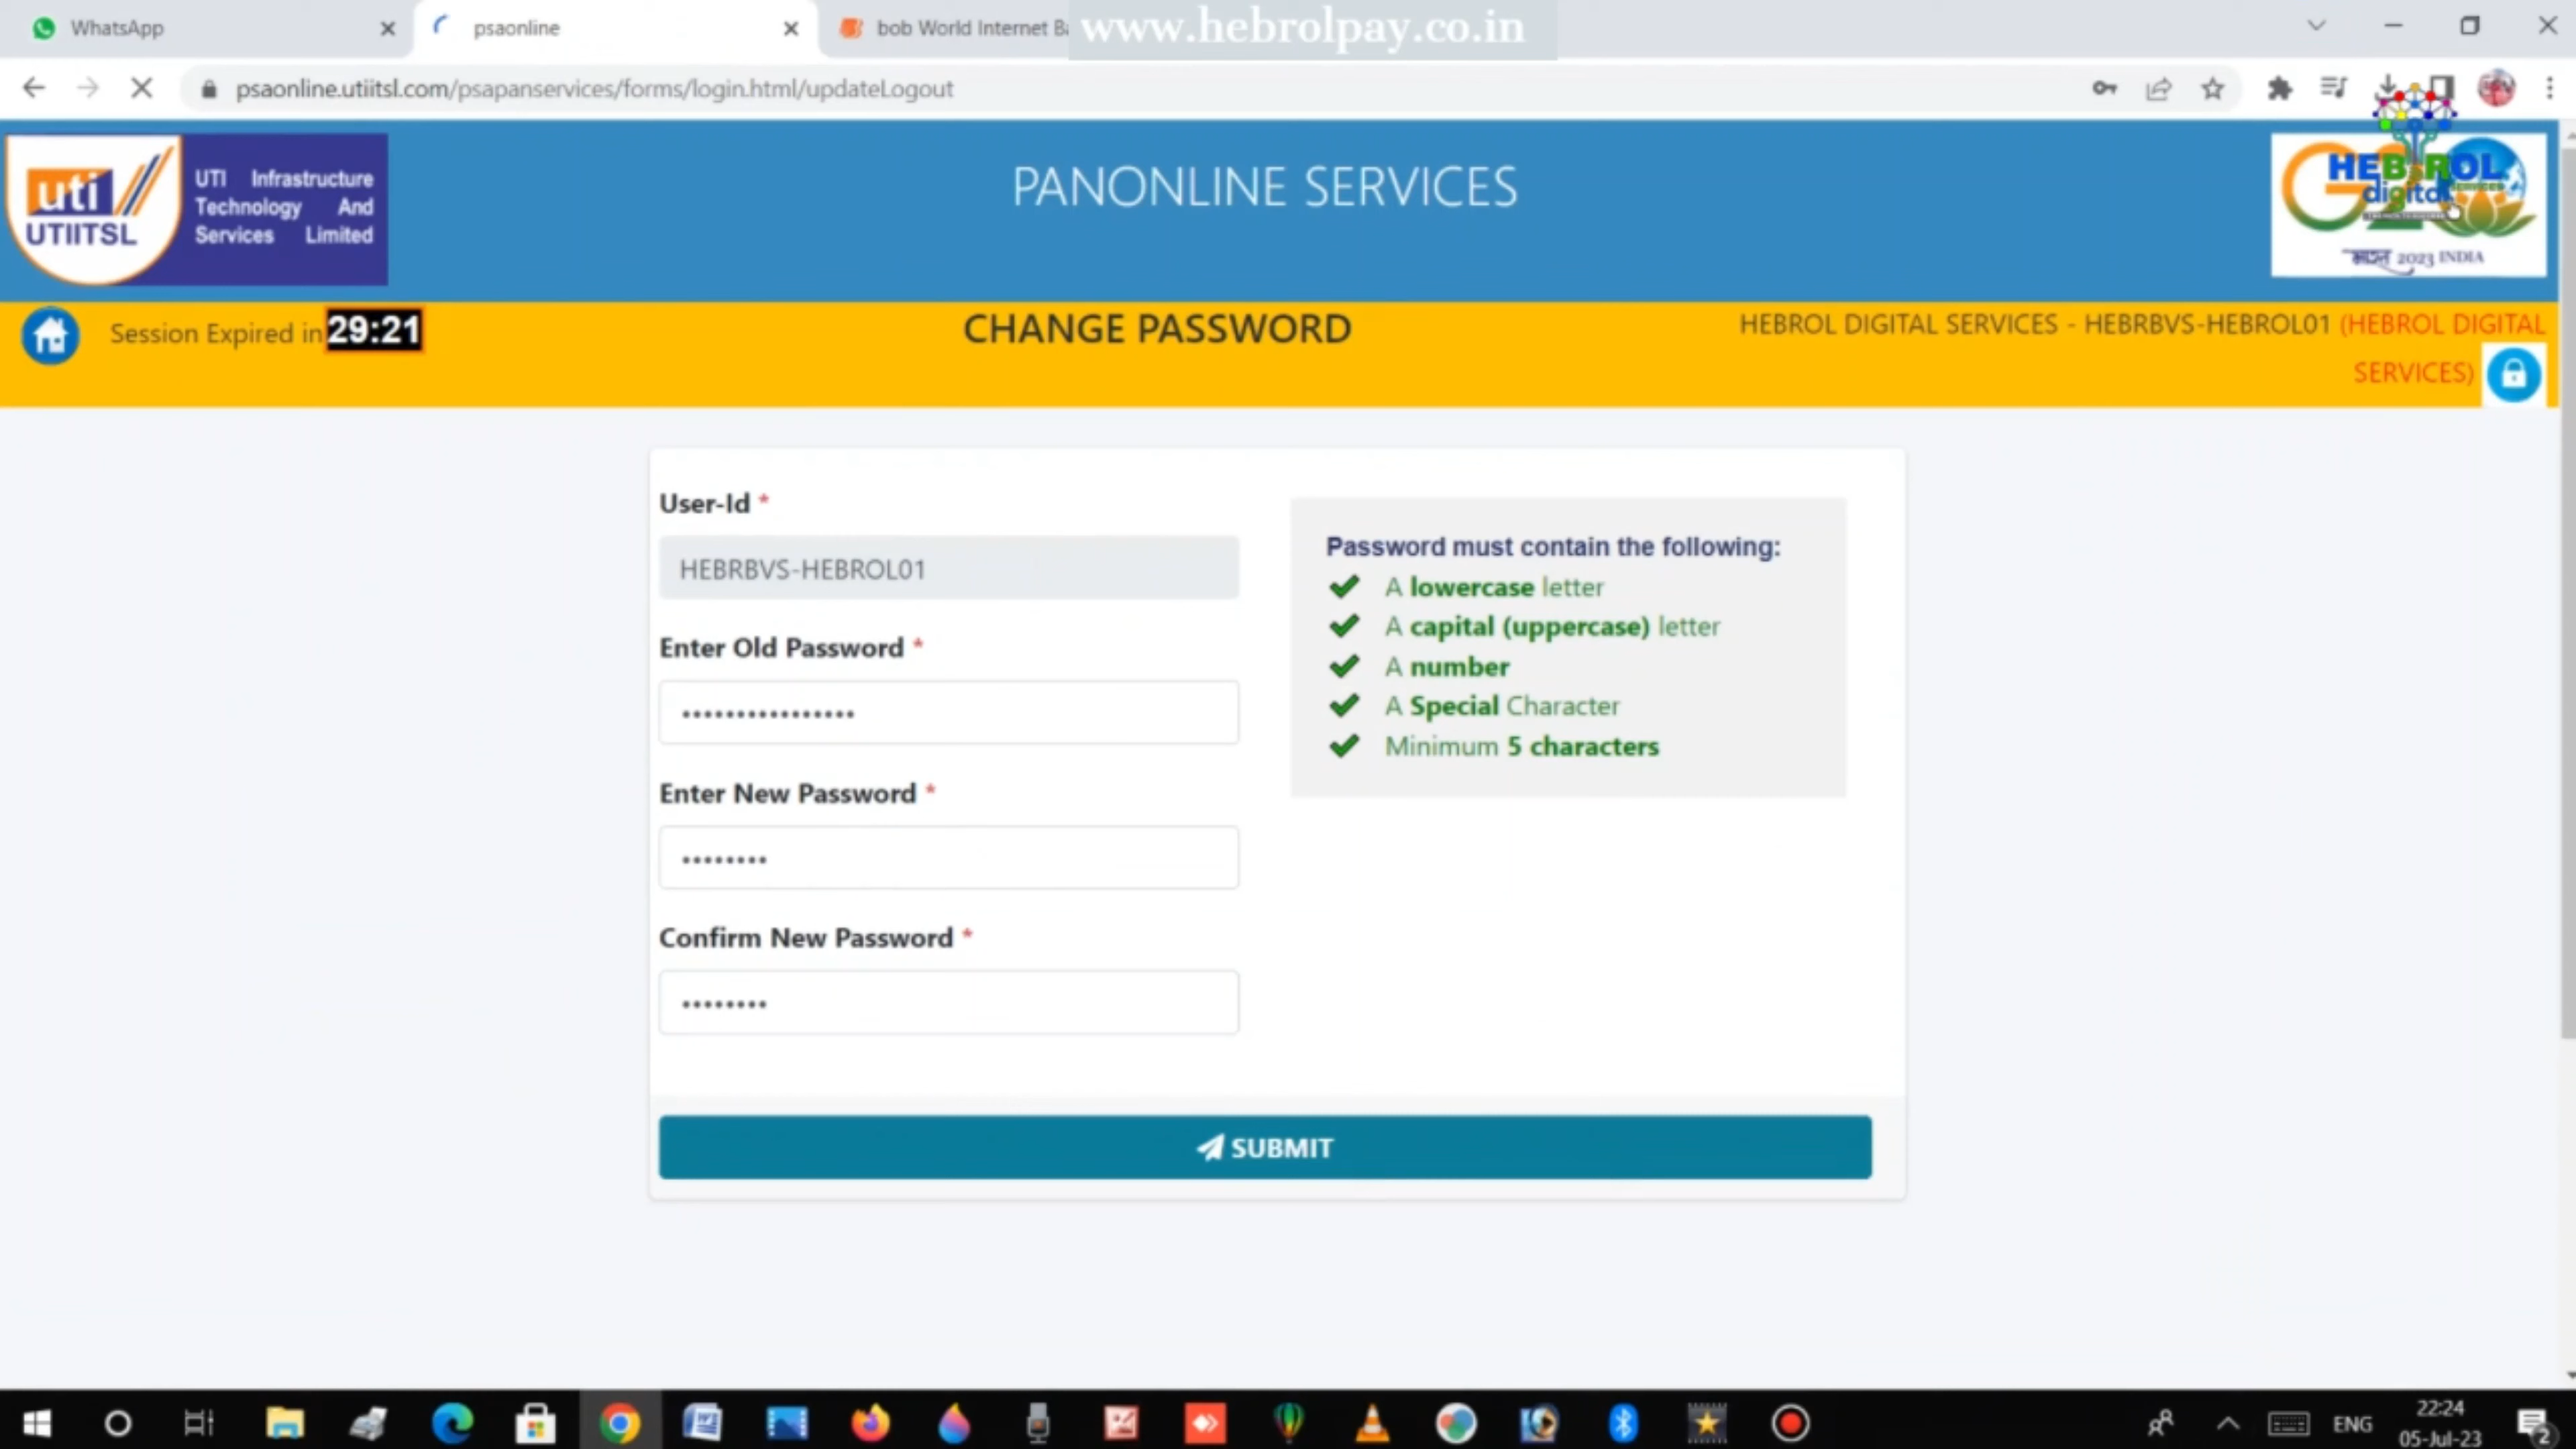 WhatsApp
psaonline
bob World Internet Ba
www.hebrolpay.co.in
psaonline.utiitsl.com/psapanservices/forms/login.html/updateLogout
uti
UTIITSL
UTI Infrastructure
Technology And
Services Limited
PANONLINE SERVICES
HEBROL
digital
2023 INDIA
Session Expired in 29:21
CHANGE PASSWORD
HEBROL DIGITAL SERVICES - HEBRBVS-HEBROL01 (HEBROL DIGITAL
SERVICES)
User-Id *
HEBRBVS-HEBROL01
Enter Old Password *
••••••••••••••••
Enter New Password *
••••••••
Confirm New Password *
••••••••
Password must contain the following:
A lowercase letter
A capital (uppercase) letter
A number
A Special Character
Minimum 5 characters
SUBMIT
ENG
22:24
05-Jul-23
2